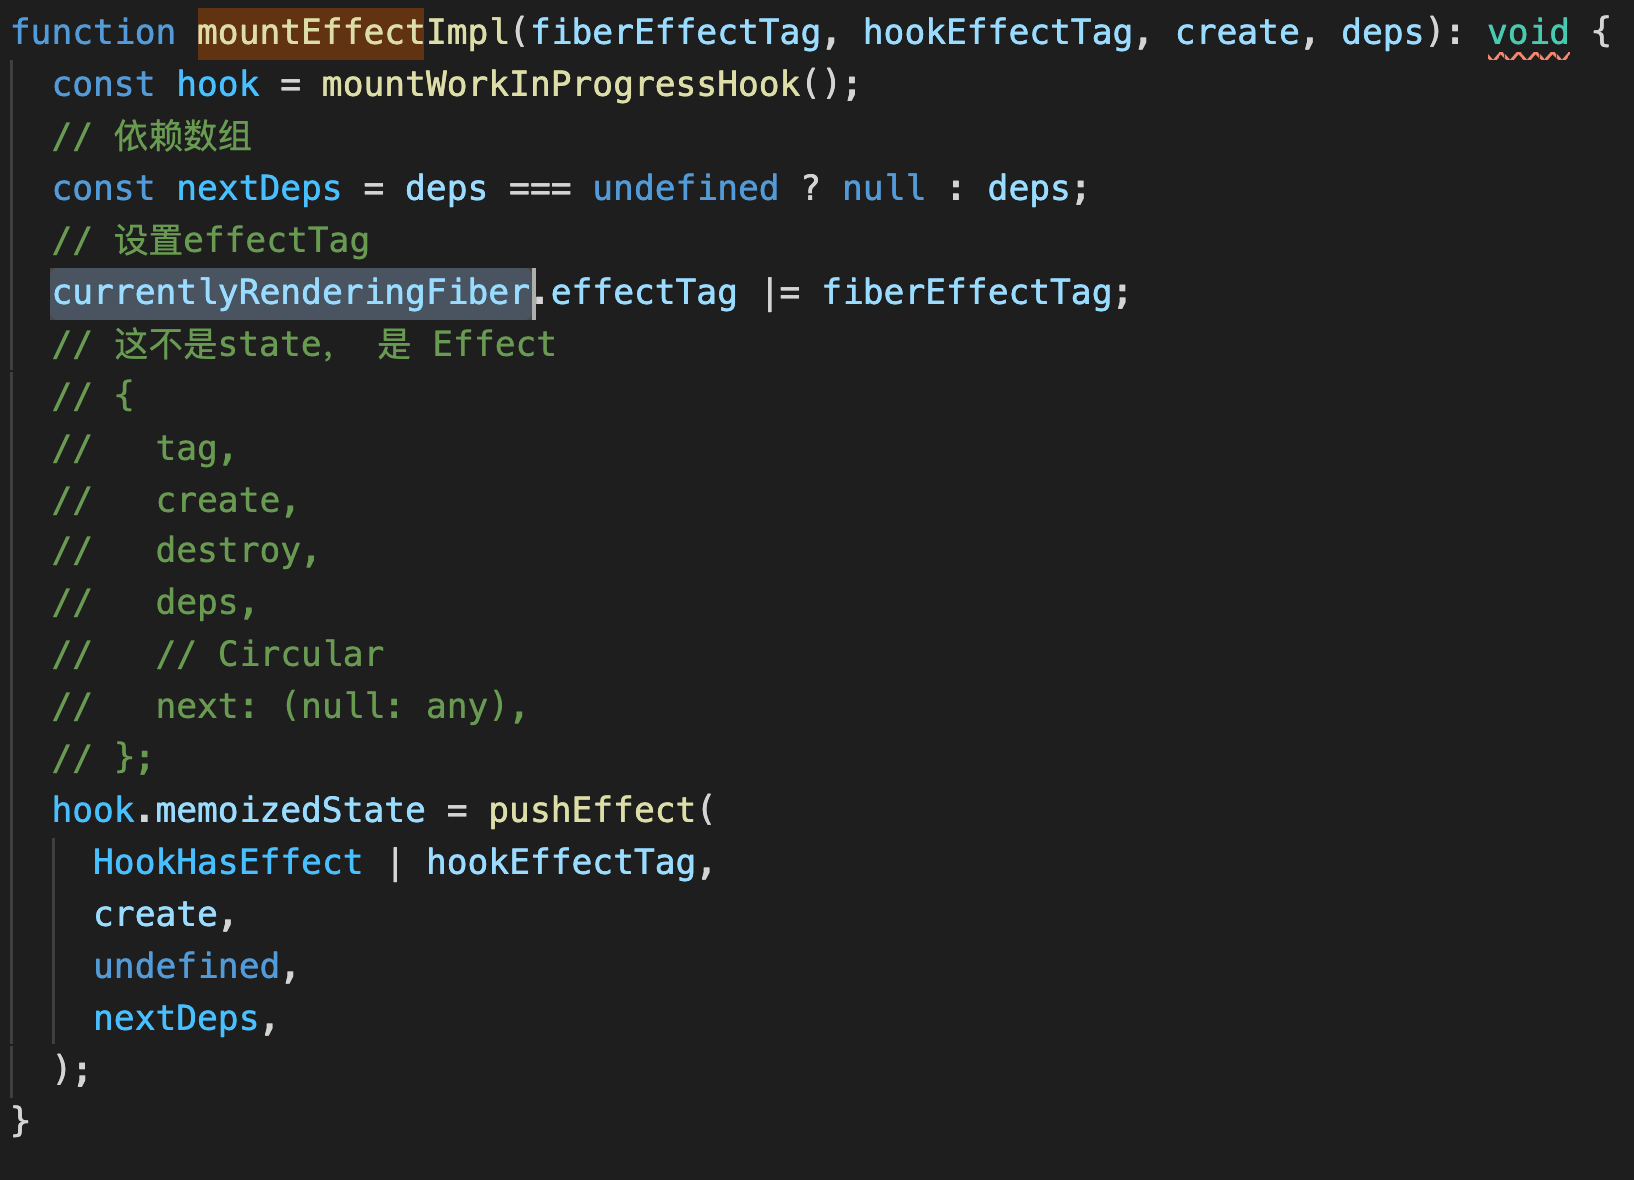 function mountEffectImpl(fiberEffectTag, hookEffectTag, create, deps): void {
  const hook = mountWorkInProgressHook();
  // 依赖数组
  const nextDeps = deps === undefined ? null : deps;
  // 设置effectTag
  currentlyRenderingFiber.effectTag |= fiberEffectTag;
  // 这不是state， 是 Effect
  // {
  //   tag,
  //   create,
  //   destroy,
  //   deps,
  //   // Circular
  //   next: (null: any),
  // };
  hook.memoizedState = pushEffect(
    HookHasEffect | hookEffectTag,
    create,
    undefined,
    nextDeps,
  );
}